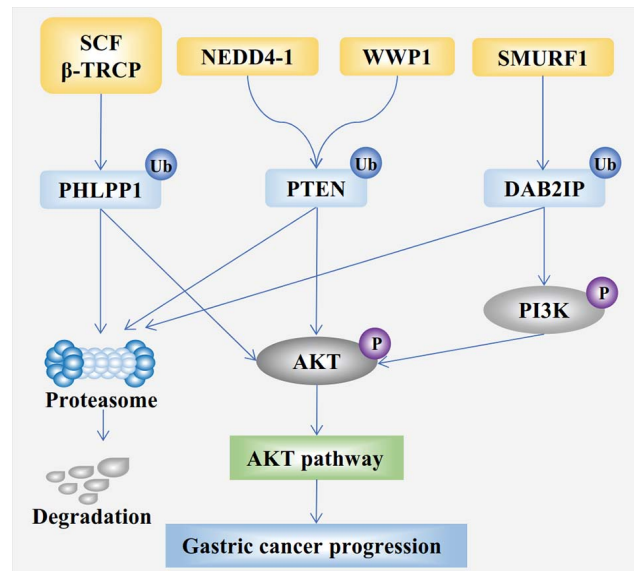 SCF
β-TRCP
NEDD4-1
WWP1
SMURF1
Ub
Ub
Ub
PHLPP1
PTEN
DAB2IP
P
PI3K
P
AKT
Proteasome
AKT pathway
Degradation
Gastric cancer progression